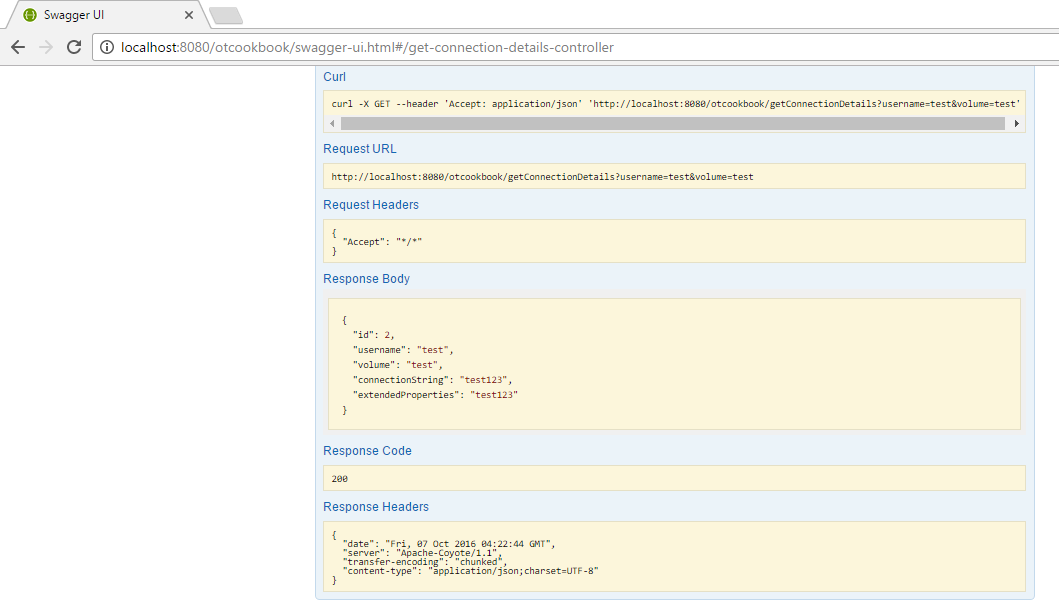 Swagger UI
localhost:8080/otcookbook/swagger-ui.html#/get-connection-details-controller
Curl
curl -X GET --header 'Accept: application/json' 'http://localhost:8080/otcookbook/getConnectionDetails?username=test&volume=test'
Request URL
http://localhost:8080/otcookbook/getConnectionDetails?username=test&volume=test
Request Headers
{
"Accept": "*/*"
}
Response Body
{
"id": 2,
"username": "test",
"volume": "test",
"connectionString": "test123",
"extendedProperties": "test123"
}
Response Code
200
Response Headers
{
"date": "Fri, 07 Oct 2016 04:22:44 GMT",
"server": "Apache-Coyote/1.1",
"transfer-encoding": "chunked",
"content-type": "application/json;charset=UTF-8"
}